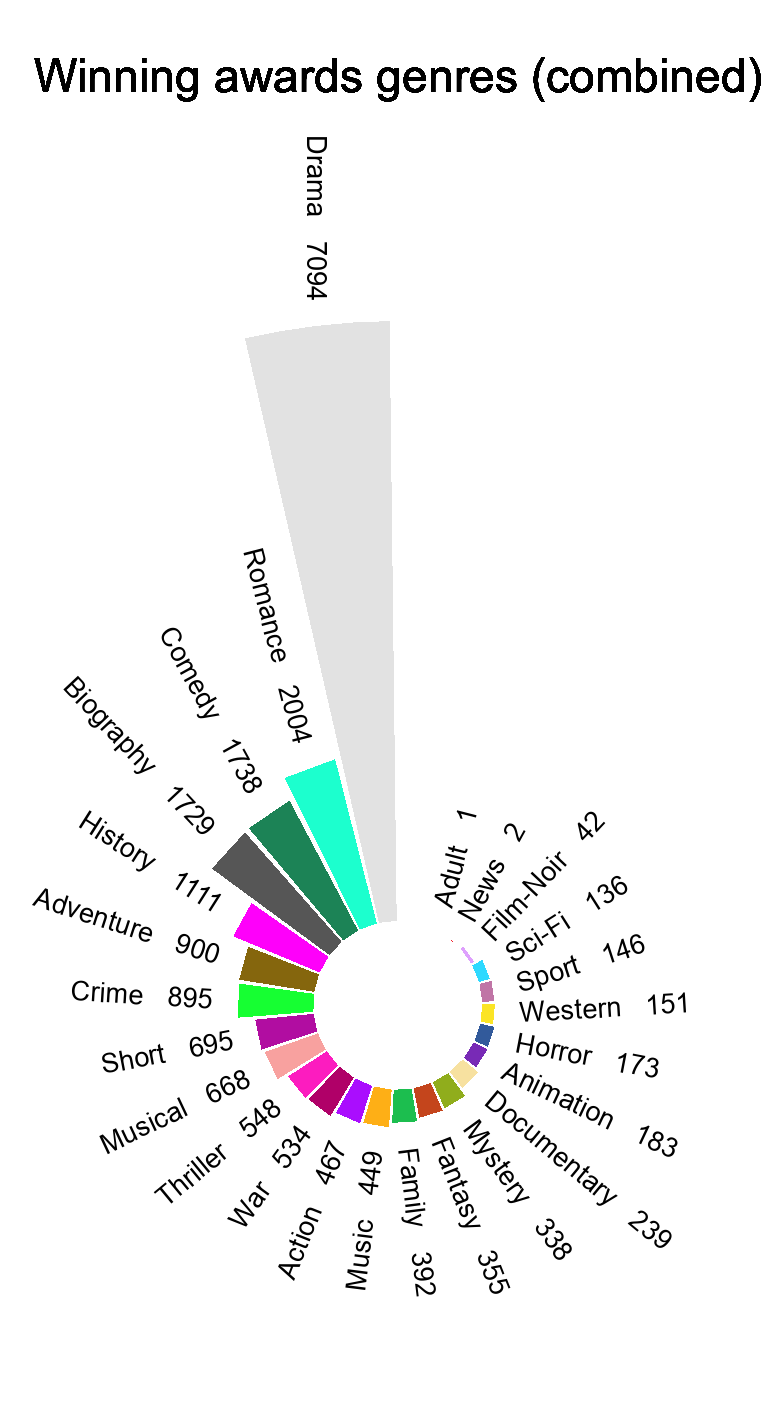 Winning awards genres (combined)
Drama 7094
Romance 2004
Comedy 1738
Biography 1729
History 1111
Adventure 900
Crime 895
Short 695
Musical 668
Thriller 548
War 534
Action 467
Music 449
Family 392
Fantasy 355
Mystery 338
Documentary 239
Animation 183
Horror 173
Western 151
Sport 146
Sci-Fi 136
Film-Noir 42
News 2
Adult 1